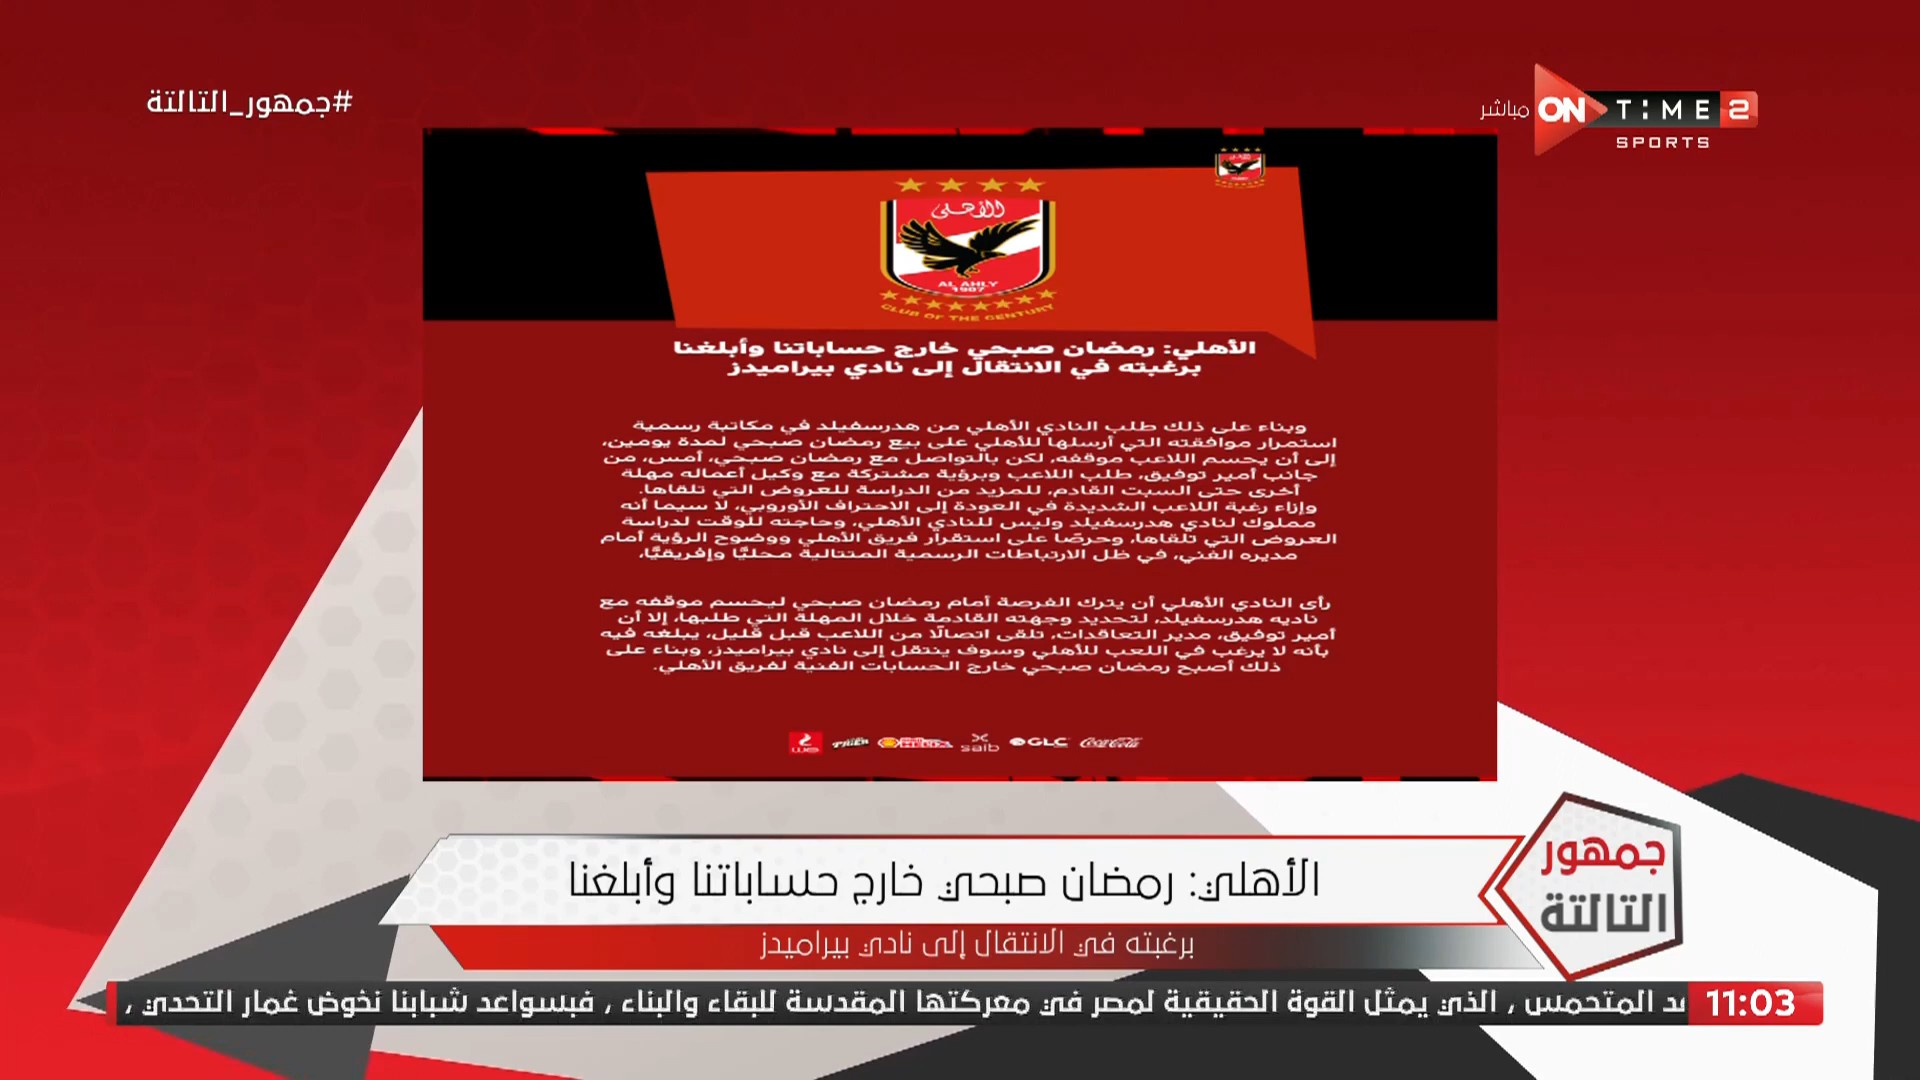 #جمهور_التالتة
مباشر
ON TIME 2
SPORTS
الأهلي
AL AHLY
1907
CLUB OF THE CENTURY
الأهلي: رمضان صبحي خارج حساباتنا وأبلغنا
برغبته في الانتقال إلى نادي بيراميدز
وبناء على ذلك طلب النادي الأهلي من هدرسفيلد في مكاتبة رسمية
استمرار موافقته التي أرسلها للأهلي على بيع رمضان صبحي لمدة يومين،
إلى أن يحسم اللاعب موقفه، لكن بالتواصل مع رمضان صبحي، أمس، من
جانب أمير توفيق، طلب اللاعب وبرؤية مشتركة مع وكيل أعماله مهلة
أخرى حتى السبت القادم، للمزيد من الدراسة للعروض التي تلقاها.
وإزاء رغبة اللاعب الشديدة في العودة إلى الاحتراف الأوروبي، لا سيما أنه
مملوك لنادي هدرسفيلد وليس للنادي الأهلي، وحاجته للوقت لدراسة
العروض التي تلقاها، وحرصًا على استقرار فريق الأهلي ووضوح الرؤية أمام
مديره الفني، في ظل الارتباطات الرسمية المتتالية محليًّا وإفريقيًّا،
رأى النادي الأهلي أن يترك الفرصة أمام رمضان صبحي ليحسم موقفه مع
ناديه هدرسفيلد، لتحديد وجهته القادمة خلال المهلة التي طلبها، إلا أن
أمير توفيق، مدير التعاقدات، تلقى اتصالًا من اللاعب قبل قليل، يبلغه فيه
بأنه لا يرغب في اللعب للأهلي وسوف ينتقل إلى نادي بيراميدز، وبناء على
ذلك أصبح رمضان صبحي خارج الحسابات الفنية لفريق الأهلي.
we saib GLC Coca-Cola
جمهور
التالتة
الأهلي: رمضان صبحي خارج حساباتنا وأبلغنا
برغبته في الانتقال إلى نادي بيراميدز
11:03 المتحمس , الذي يمثل القوة الحقيقية لمصر في معركتها المقدسة للبقاء والبناء , فبسواعد شبابنا نخوض غمار التحدي ,